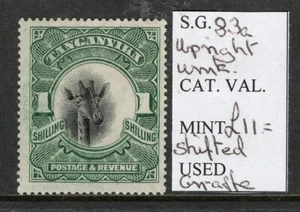 TANGANYIKA
1 1
SHILLING SHILLING
POSTAGE & REVENUE
S.G. 83a
Upright
wmk.
CAT. VAL.
MINT £11=
shifted
USED
Giraffe